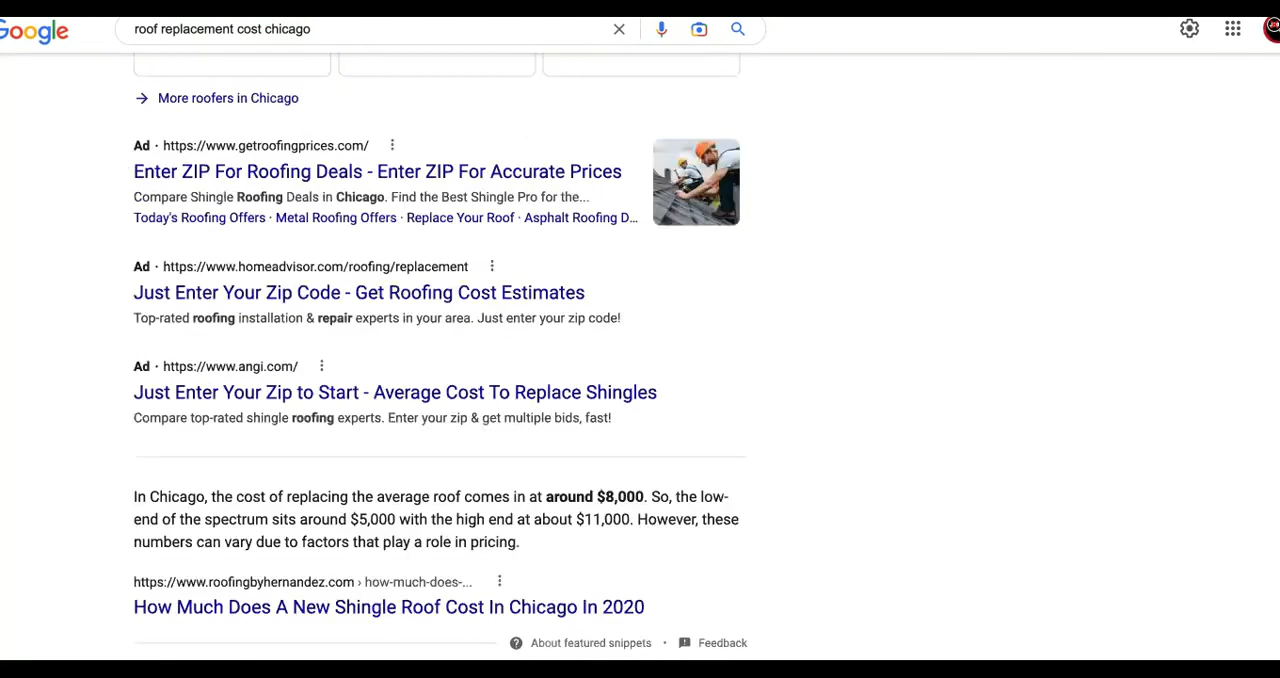 Google
roof replacement cost chicago
More roofers in Chicago
Ad · https://www.getroofingprices.com/
Enter ZIP For Roofing Deals - Enter ZIP For Accurate Prices
Compare Shingle Roofing Deals in Chicago. Find the Best Shingle Pro for the...
Today's Roofing Offers · Metal Roofing Offers · Replace Your Roof · Asphalt Roofing D...
Ad · https://www.homeadvisor.com/roofing/replacement
Just Enter Your Zip Code - Get Roofing Cost Estimates
Top-rated roofing installation & repair experts in your area. Just enter your zip code!
Ad · https://www.angi.com/
Just Enter Your Zip to Start - Average Cost To Replace Shingles
Compare top-rated shingle roofing experts. Enter your zip & get multiple bids, fast!
In Chicago, the cost of replacing the average roof comes in at around $8,000. So, the low-
end of the spectrum sits around $5,000 with the high end at about $11,000. However, these
numbers can vary due to factors that play a role in pricing.
https://www.roofingbyhernandez.com › how-much-does-...
How Much Does A New Shingle Roof Cost In Chicago In 2020
About featured snippets · Feedback